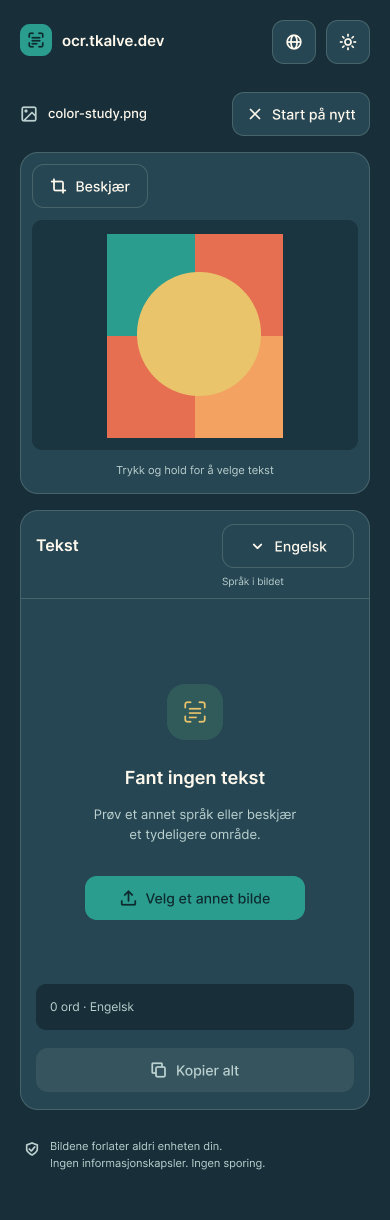 ocr.tkalve.dev
color-study.png
Start på nytt
Beskjær
Trykk og hold for å velge tekst
Tekst
Engelsk
Språk i bildet
Fant ingen tekst
Prøv et annet språk eller beskjær
et tydeligere område.
Velg et annet bilde
0 ord · Engelsk
Kopier alt
Bildene forlater aldri enheten din.
Ingen informasjonskapsler. Ingen sporing.